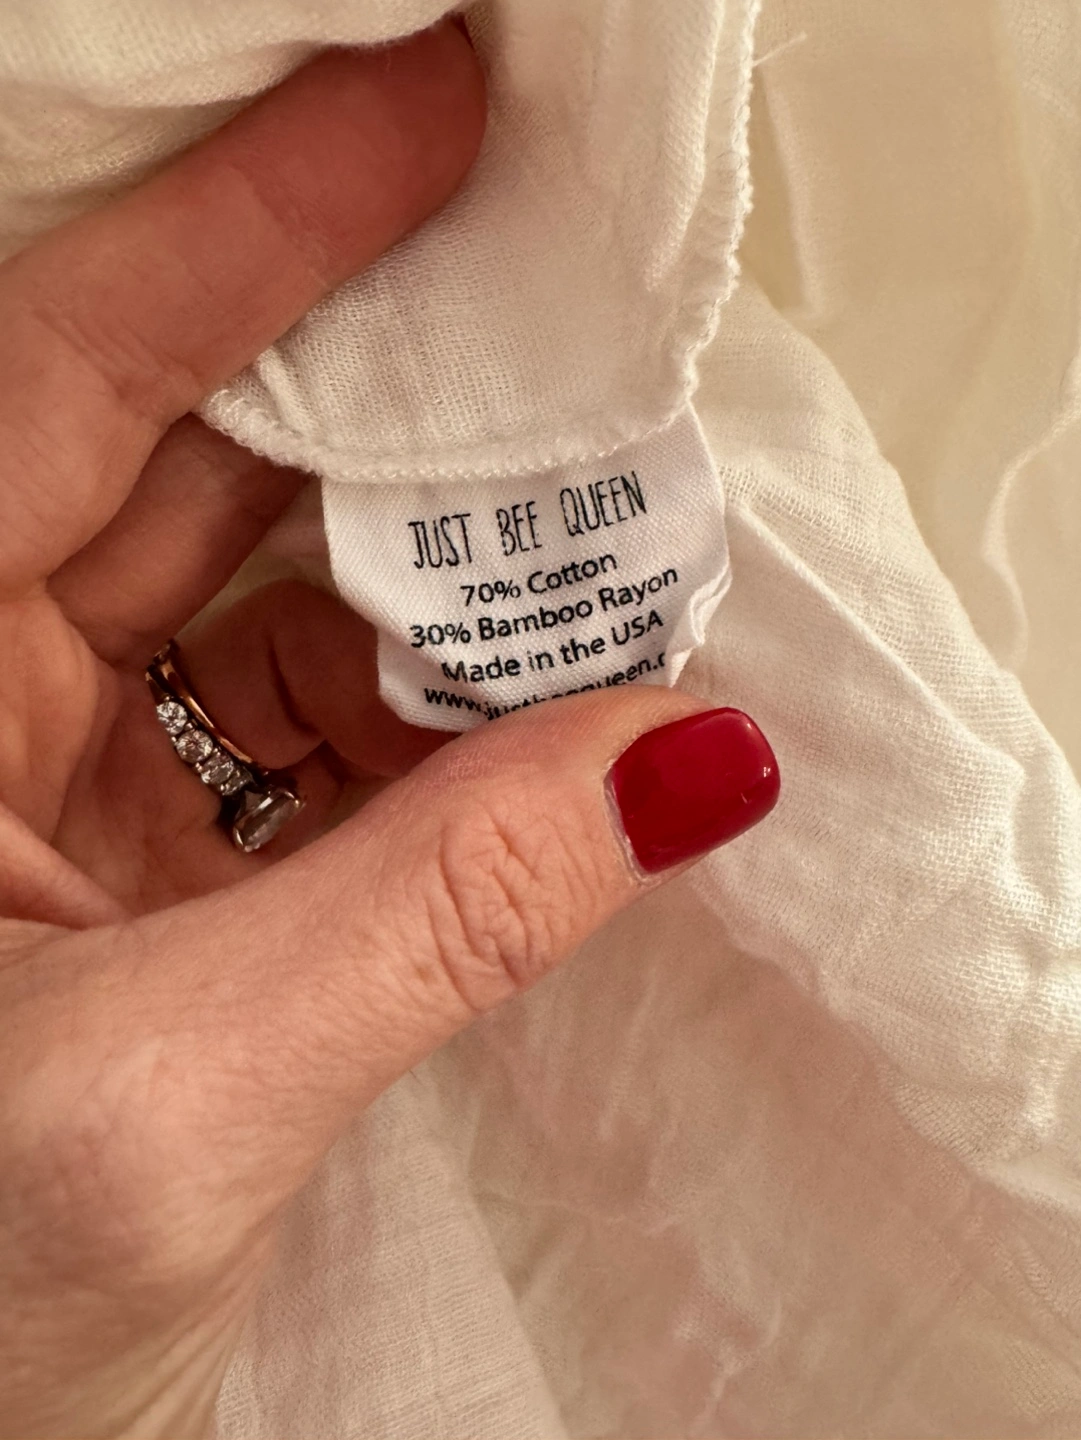 JUST BEE QUEEN
70% Cotton
30% Bamboo Rayon
Made in the USA